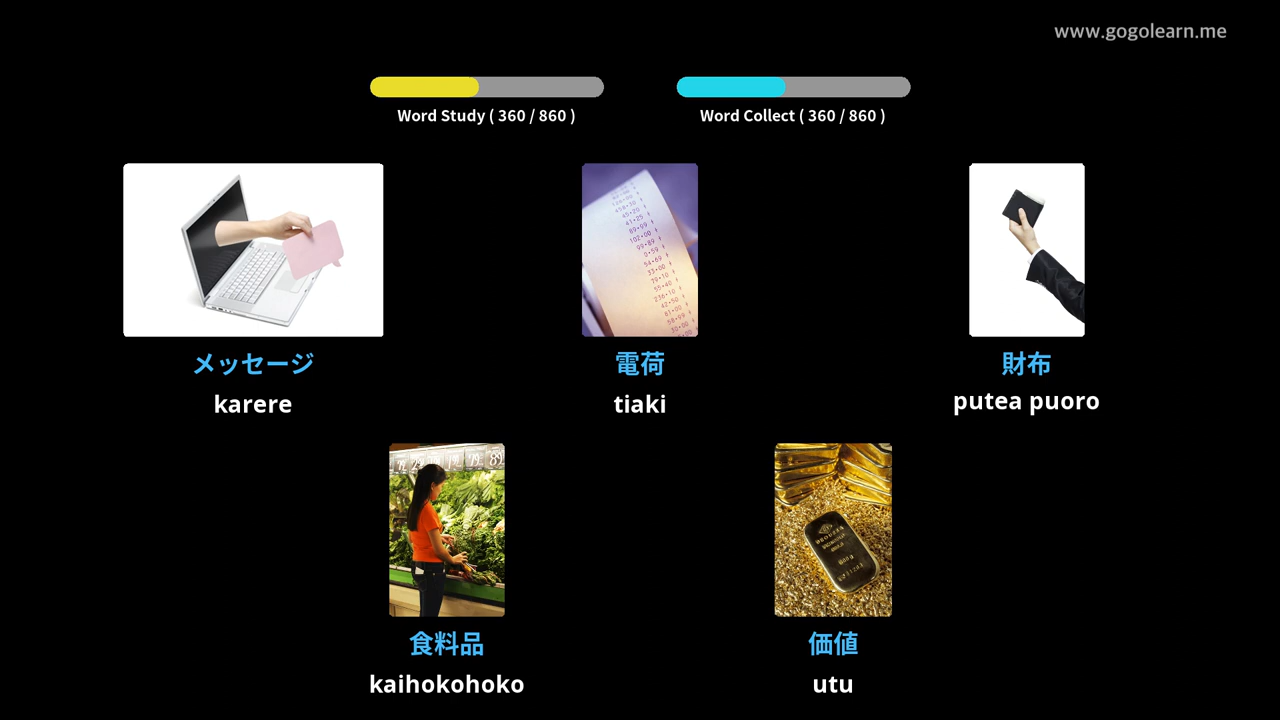 www.gogolearn.me
Word Study ( 360 / 860 )
Word Collect ( 360 / 860 )
メッセージ
karere
電荷
tiaki
財布
putea puoro
食料品
kaihokohoko
価値
utu